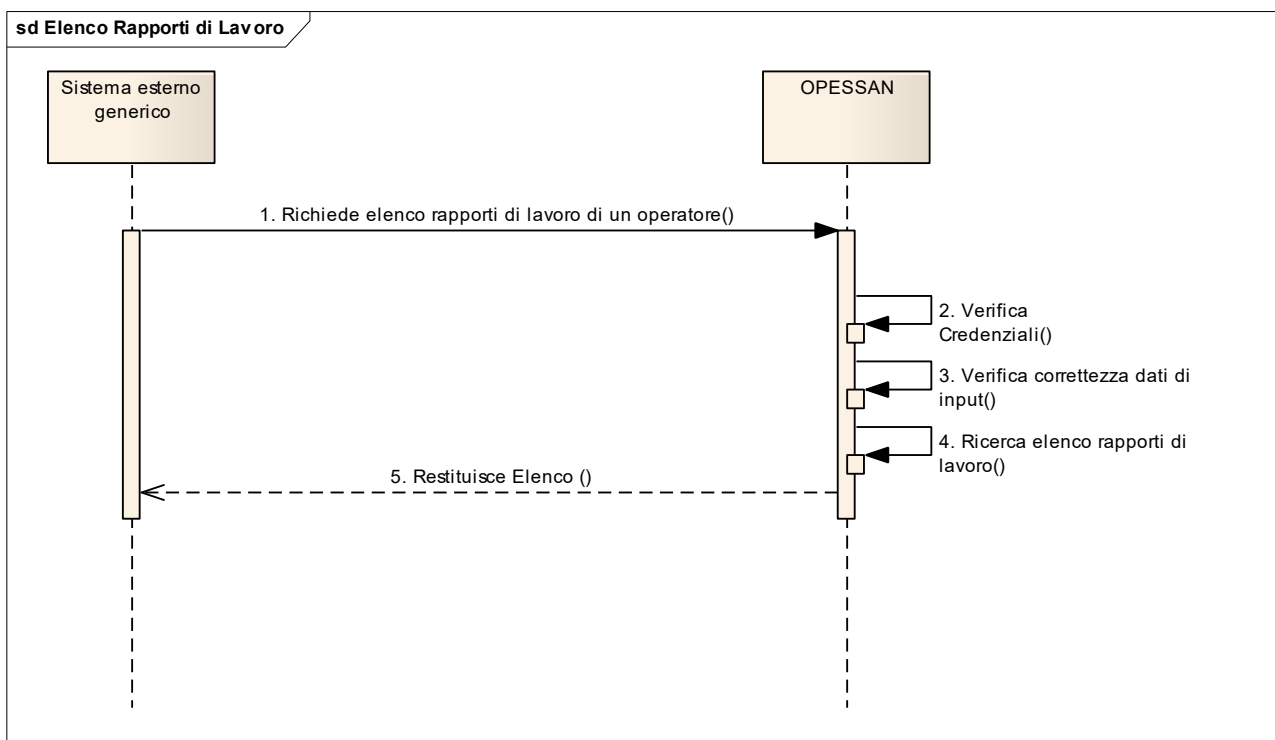 sd Elenco Rapporti di Lavoro
Sistema esterno
generico
OPESSAN
1. Richiede elenco rapporti di lavoro di un operatore()
2. Verifica
Credenziali()
3. Verifica correttezza dati di
input()
4. Ricerca elenco rapporti di
lavoro()
5. Restituisce Elenco ()